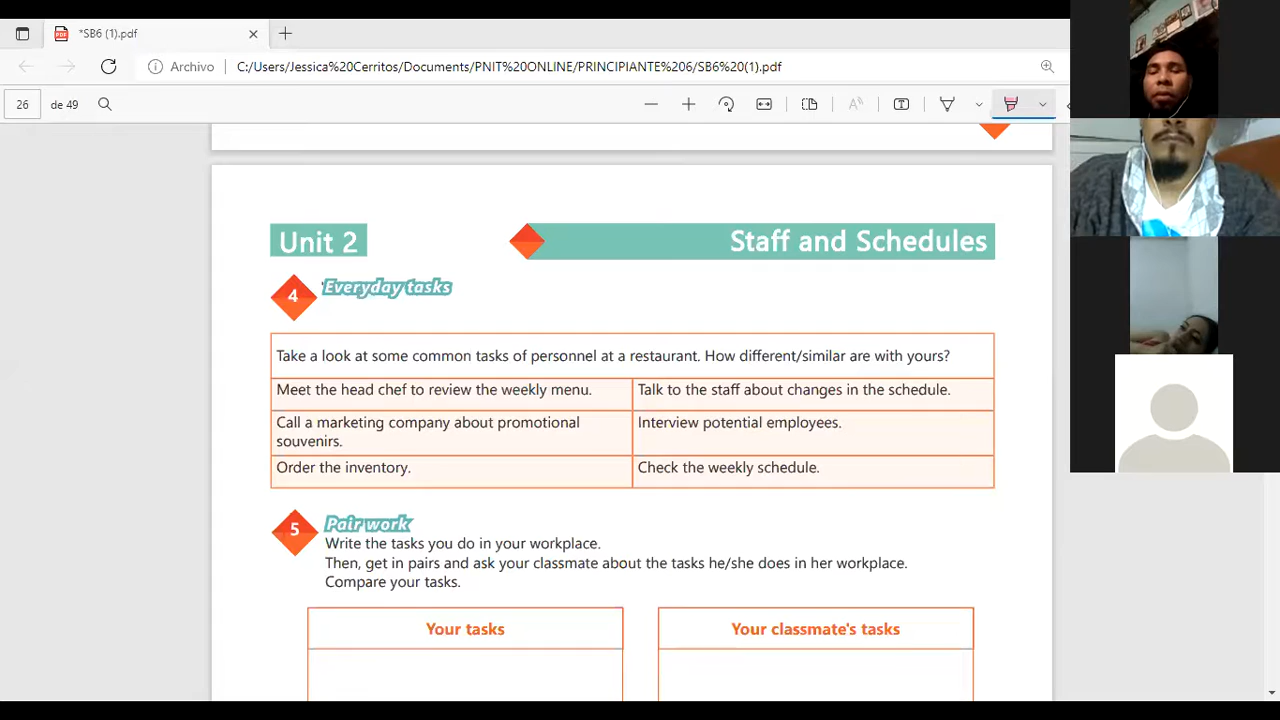 *SB6 (1).pdf
Archivo
C:/Users/Jessica%20Cerritos/Documents/PNIT%20ONLINE/PRINCIPIANTE%206/SB6%20(1).pdf
26
de 49
Unit 2
Staff and Schedules
4
Everyday tasks
Take a look at some common tasks of personnel at a restaurant. How different/similar are with yours?
Meet the head chef to review the weekly menu.
Talk to the staff about changes in the schedule.
Call a marketing company about promotional
souvenirs.
Interview potential employees.
Order the inventory.
Check the weekly schedule.
5
Pair work
Write the tasks you do in your workplace.
Then, get in pairs and ask your classmate about the tasks he/she does in her workplace.
Compare your tasks.
Your tasks
Your classmate's tasks